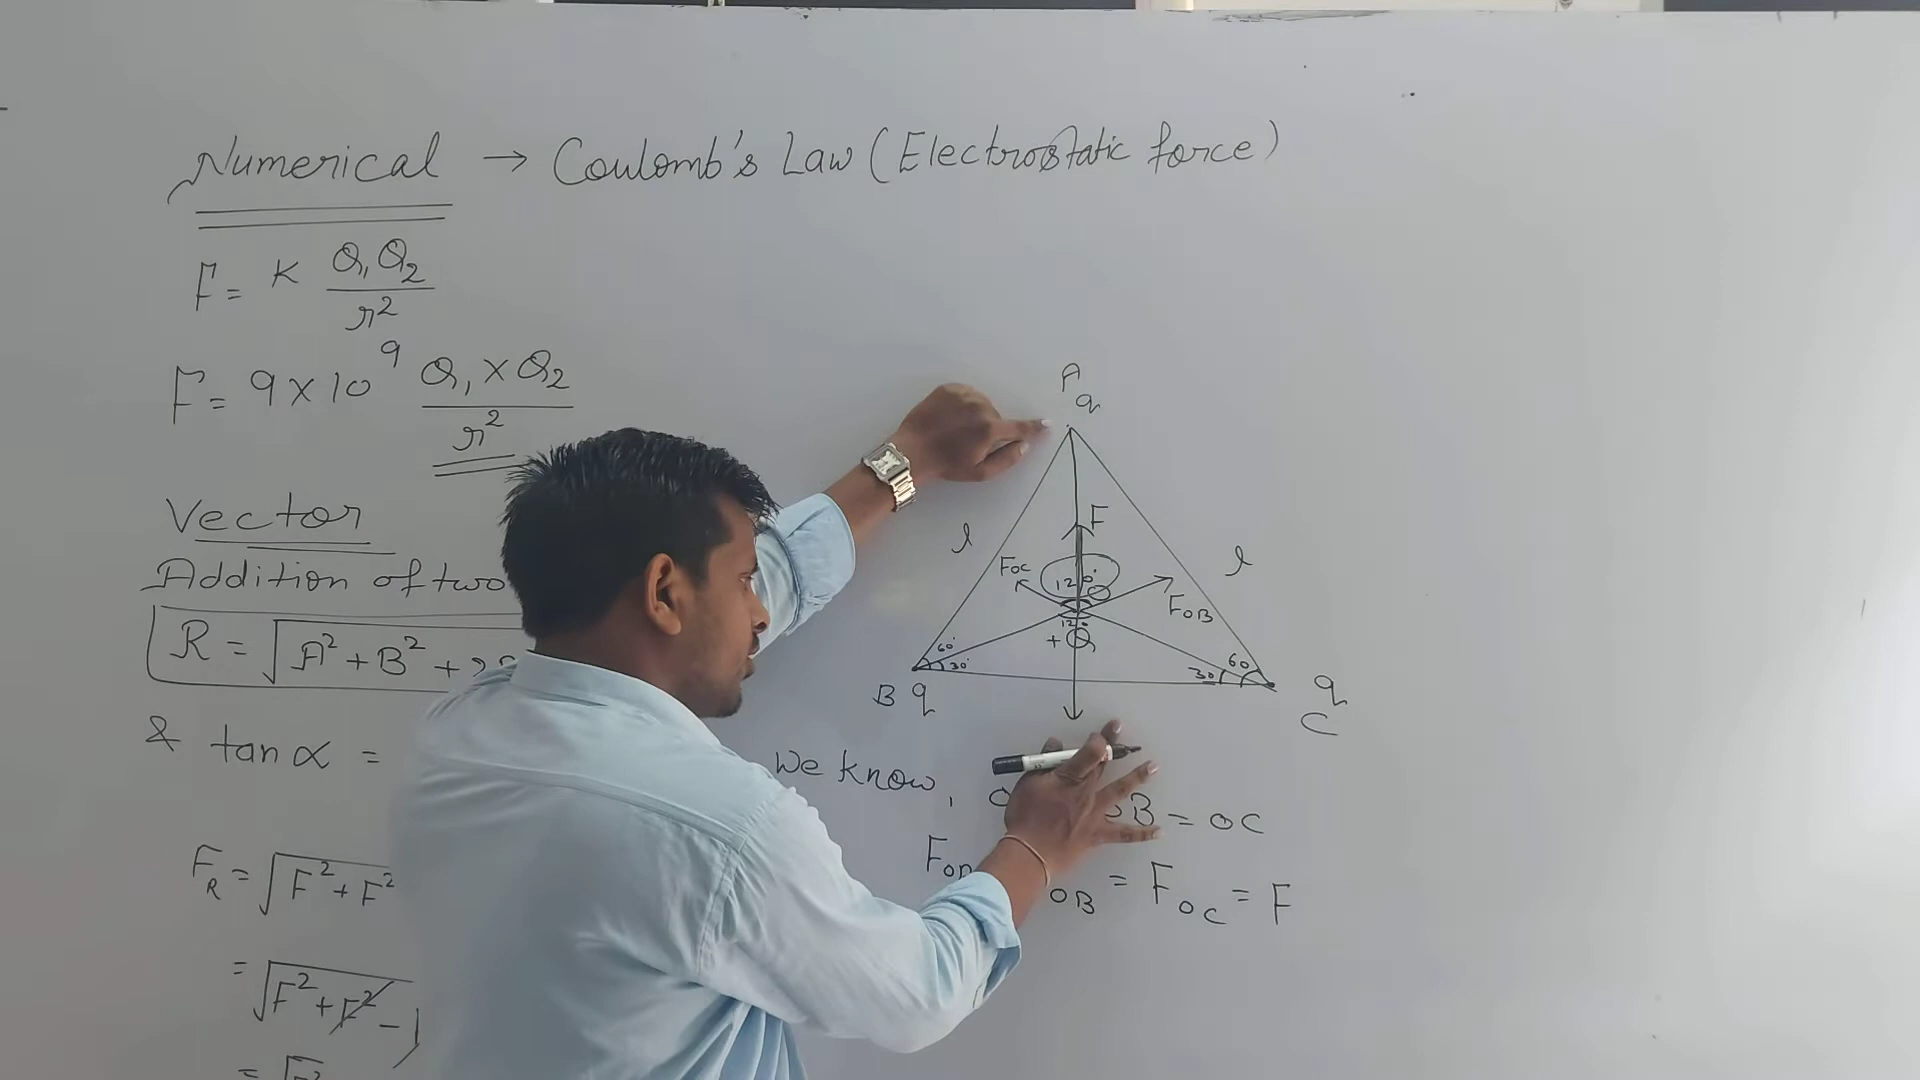 Numerical → Coulomb's Law (Electrostatic force)
F = K Q₁Q₂ / r²
F = 9 × 10⁹ Q₁ × Q₂ / r²
Vector
Addition of two
R = √A² + B² + 2
& tan α =
F_R = √F² + F²
= √F² + F² -
= √F²
A
q
l
l
F
F_OC
120°
F_OB
120
+Q
60°
30°
30
60
B q
q
C
We know, O B = OC
F_O OB = F_OC = F